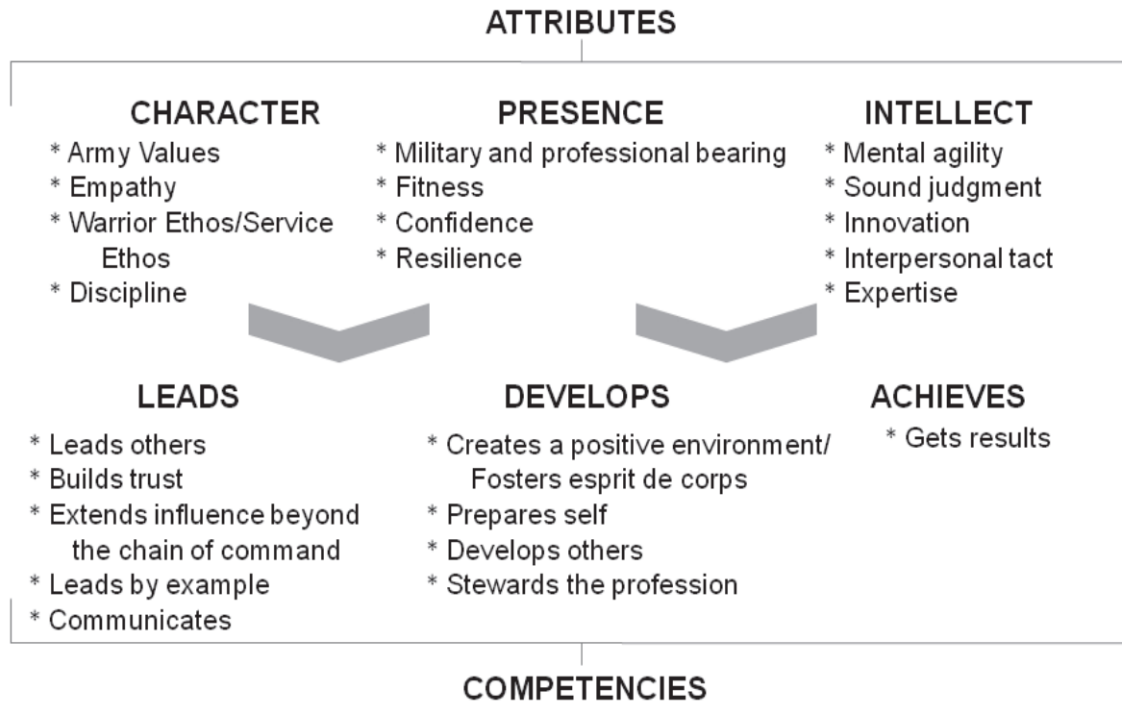 ATTRIBUTES
CHARACTER
* Army Values
* Empathy
* Warrior Ethos/Service
Ethos
* Discipline
PRESENCE
* Military and professional bearing
* Fitness
* Confidence
* Resilience
INTELLECT
* Mental agility
* Sound judgment
* Innovation
* Interpersonal tact
* Expertise
LEADS
* Leads others
* Builds trust
* Extends influence beyond
the chain of command
* Leads by example
* Communicates
DEVELOPS
* Creates a positive environment/
Fosters esprit de corps
* Prepares self
* Develops others
* Stewards the profession
ACHIEVES
* Gets results
COMPETENCIES